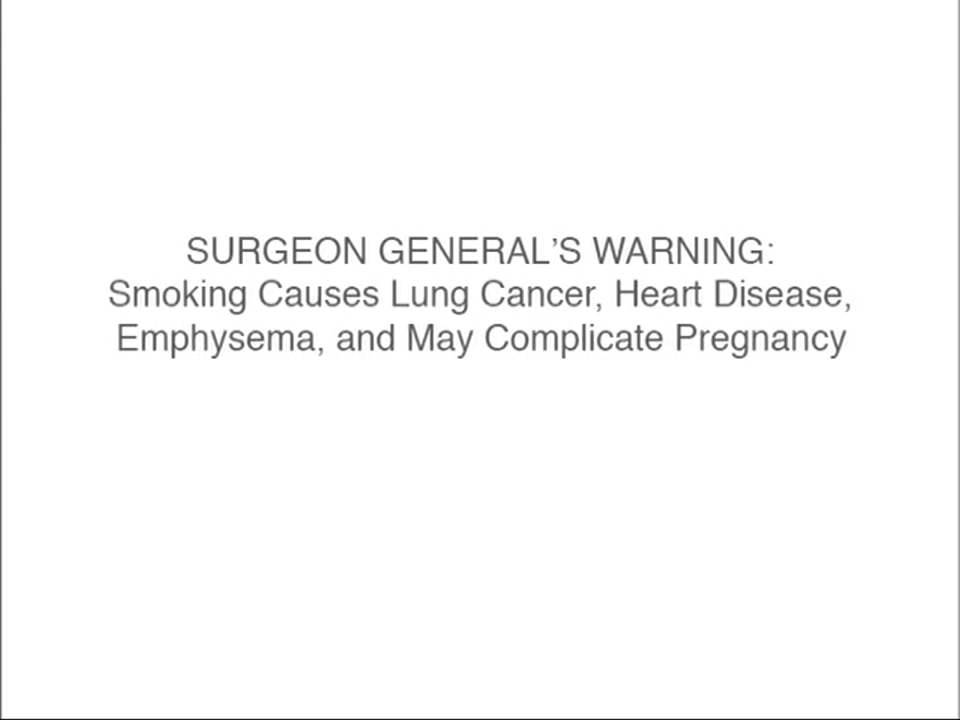 SURGEON GENERAL’S WARNING:
Smoking Causes Lung Cancer, Heart Disease,
Emphysema, and May Complicate Pregnancy